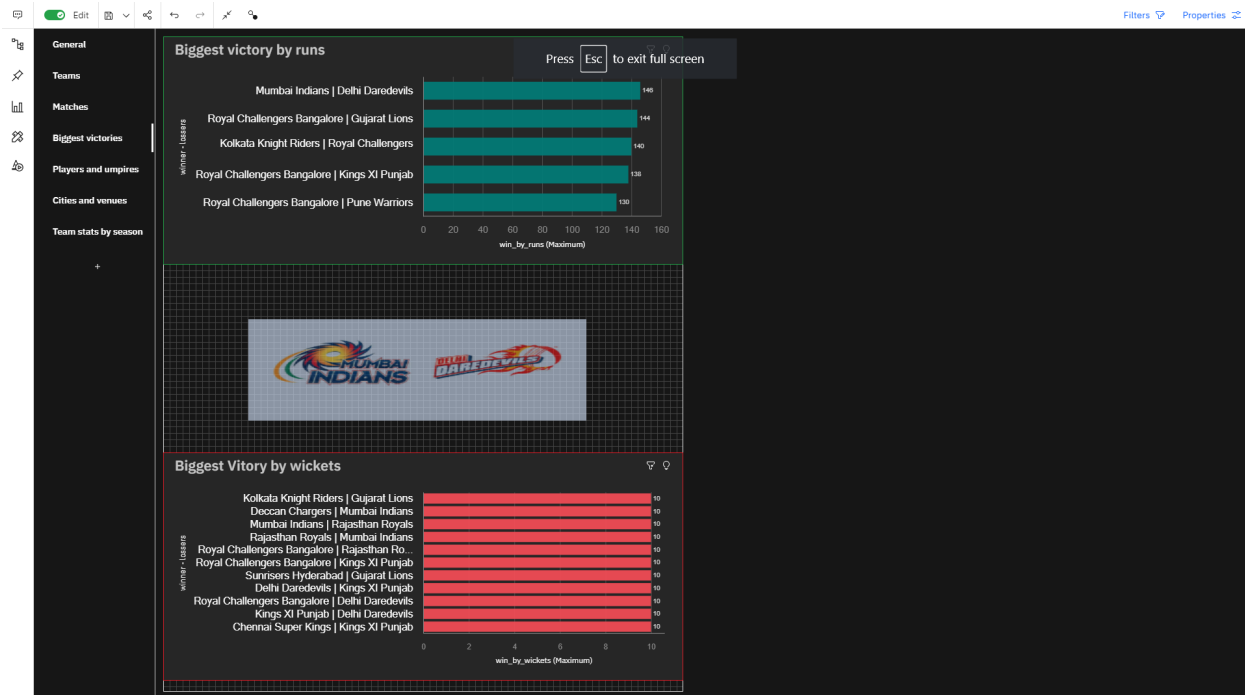 Edit
Filters
Properties
General
Teams
Matches
Biggest victories
Players and umpires
Cities and venues
Team stats by season
+
Biggest victory by runs
Press Esc to exit full screen
winner - lossers
Mumbai Indians | Delhi Daredevils 146
Royal Challengers Bangalore | Gujarat Lions 144
Kolkata Knight Riders | Royal Challengers 140
Royal Challengers Bangalore | Kings XI Punjab 138
Royal Challengers Bangalore | Pune Warriors 130
0 20 40 60 80 100 120 140 160
win_by_runs (Maximum)
MUMBAI
INDIANS
DELHI
DAREDEVILS
Biggest Vitory by wickets
winner - lossers
Kolkata Knight Riders | Gujarat Lions 10
Deccan Chargers | Mumbai Indians 10
Mumbai Indians | Rajasthan Royals 10
Rajasthan Royals | Mumbai Indians 10
Royal Challengers Bangalore | Rajasthan Ro... 10
Royal Challengers Bangalore | Kings XI Punjab 10
Sunrisers Hyderabad | Gujarat Lions 10
Delhi Daredevils | Kings XI Punjab 10
Royal Challengers Bangalore | Delhi Daredevils 10
Kings XI Punjab | Delhi Daredevils 10
Chennai Super Kings | Kings XI Punjab 10
0 2 4 6 8 10
win_by_wickets (Maximum)